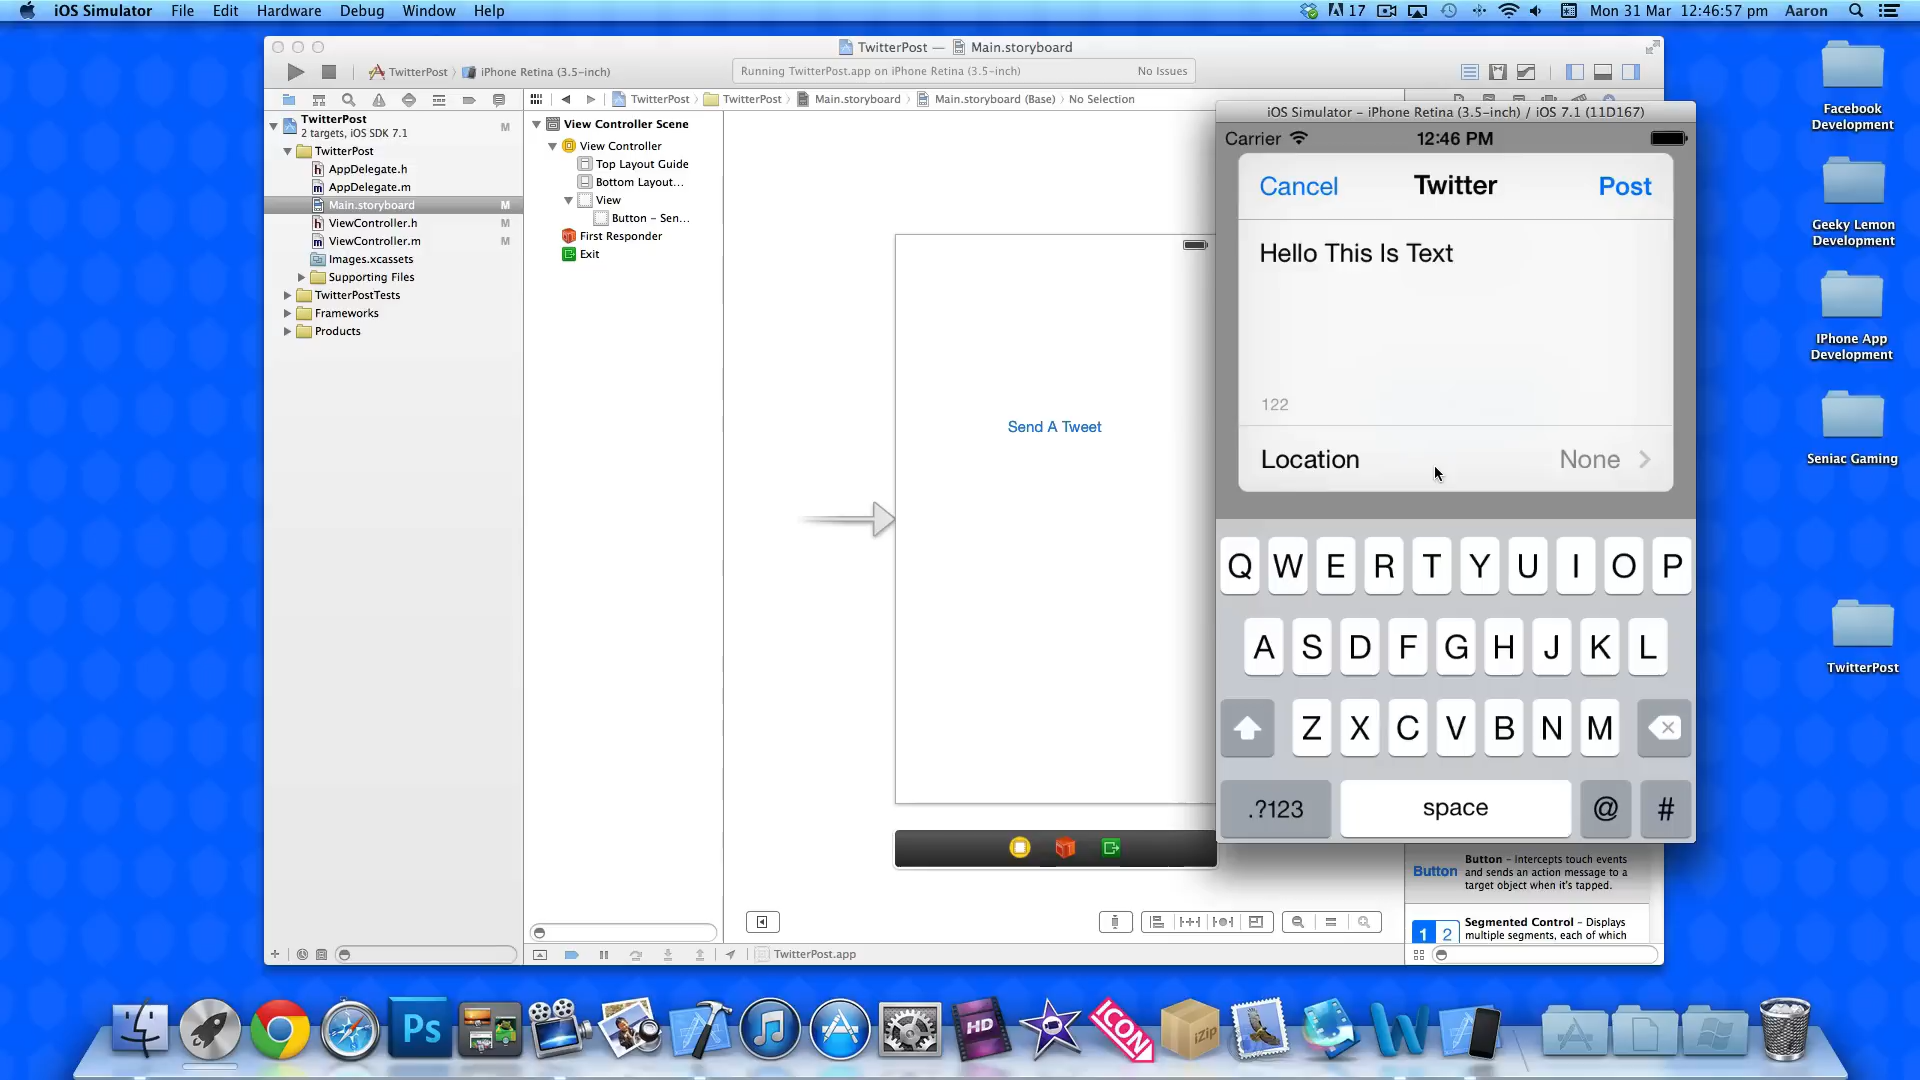 iOS Simulator File Edit Hardware Debug Window Help
17 Mon 31 Mar 12:46:57 pm Aaron
TwitterPost — Main.storyboard
TwitterPost iPhone Retina (3.5-inch)
Running TwitterPost.app on iPhone Retina (3.5-inch) No Issues
TwitterPost TwitterPost Main.storyboard Main.storyboard (Base) No Selection
TwitterPost M
2 targets, iOS SDK 7.1
TwitterPost
AppDelegate.h
AppDelegate.m
Main.storyboard M
ViewController.h M
ViewController.m M
Images.xcassets
Supporting Files
TwitterPostTests
Frameworks
Products
View Controller Scene
View Controller
Top Layout Guide
Bottom Layout...
View
Button – Sen...
First Responder
Exit
Send A Tweet
iOS Simulator – iPhone Retina (3.5-inch) / iOS 7.1 (11D167)
Carrier 12:46 PM
Cancel Twitter Post
Hello This Is Text
122
Location None
Q W E R T Y U I O P
A S D F G H J K L
Z X C V B N M
.?123 space @ #
Button
Button – Intercepts touch events
and sends an action message to a
target object when it's tapped.
1 2
Segmented Control – Displays
multiple segments, each of which
TwitterPost.app
Facebook
Development
Geeky Lemon
Development
IPhone App
Development
Seniac Gaming
TwitterPost
Ps
HD
ICON
iZip
W